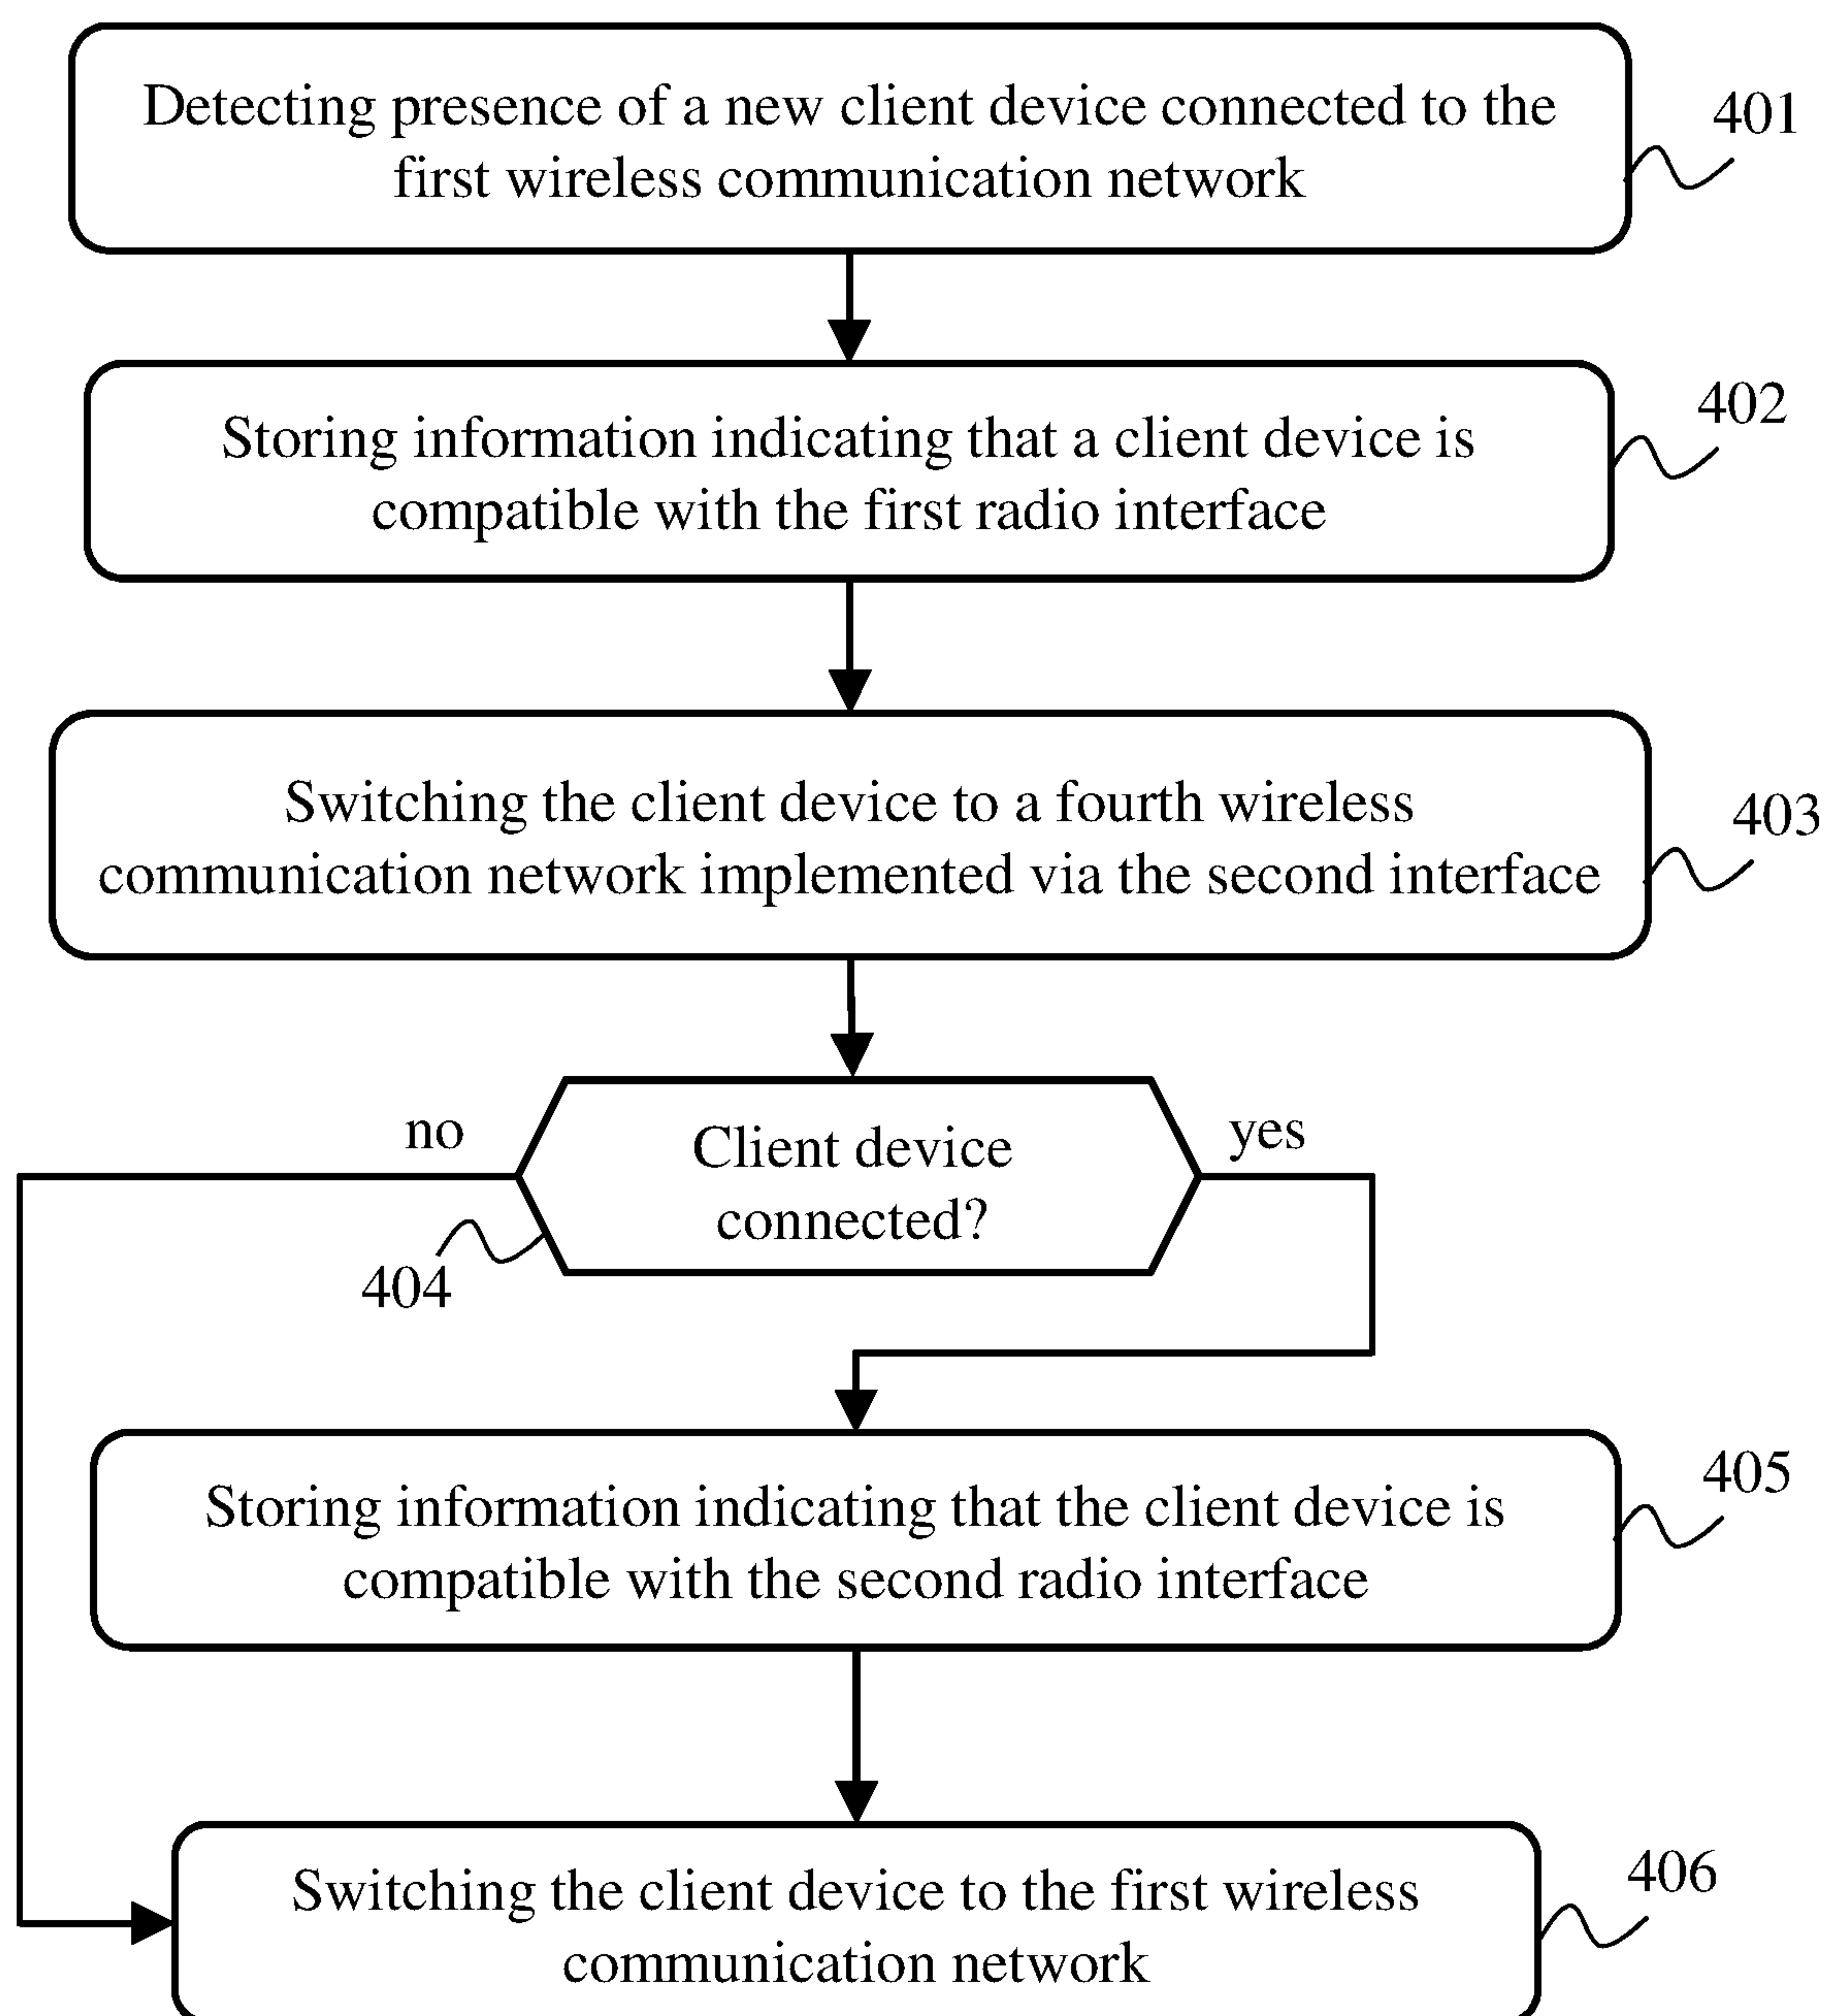 Detecting presence of a new client device connected to the
first wireless communication network
401
Storing information indicating that a client device is
compatible with the first radio interface
402
Switching the client device to a fourth wireless
communication network implemented via the second interface
403
no
Client device
connected?
yes
404
Storing information indicating that the client device is
compatible with the second radio interface
405
Switching the client device to the first wireless
communication network
406